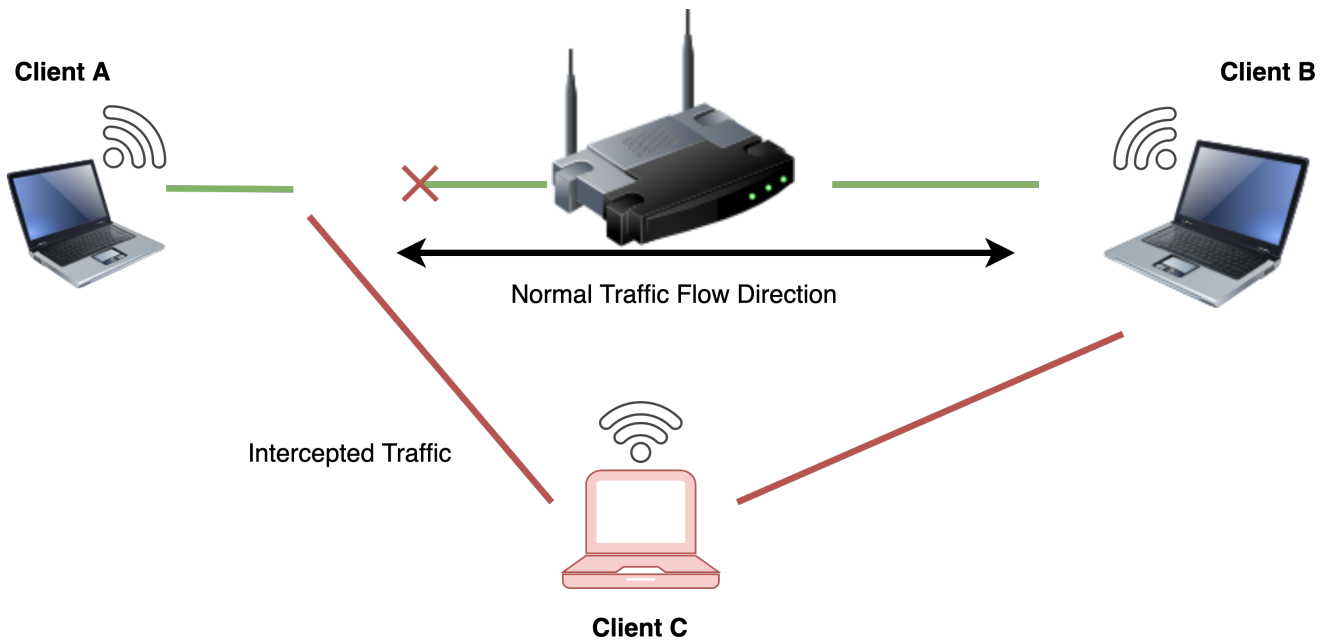 Client A
Client B
Normal Traffic Flow Direction
Intercepted Traffic
Client C